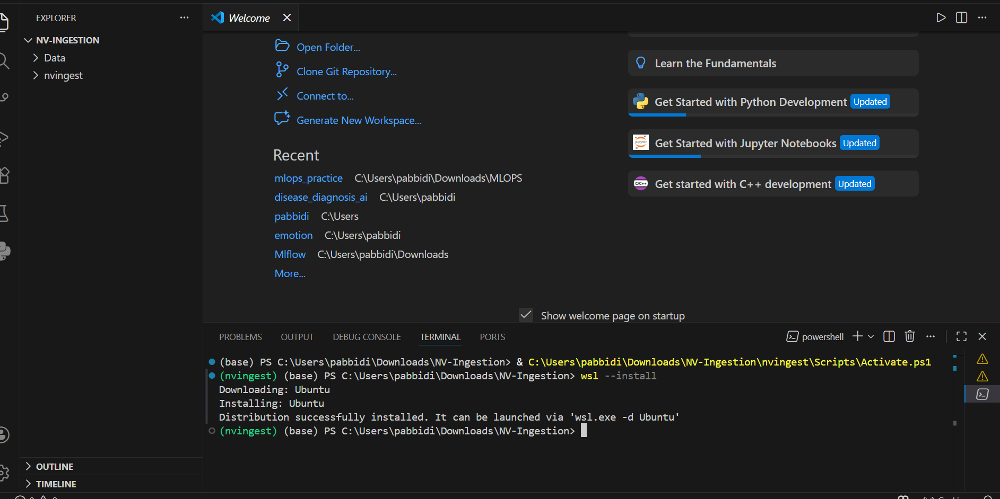 EXPLORER
NV-INGESTION
Data
nvingest
OUTLINE
TIMELINE
Welcome
Open Folder...
Clone Git Repository...
Connect to...
Generate New Workspace...
Recent
mlops_practice C:\Users\pabbidi\Downloads\MLOPS
disease_diagnosis_ai C:\Users\pabbidi
pabbidi C:\Users
emotion C:\Users\pabbidi
Mlflow C:\Users\pabbidi\Downloads
More...
Learn the Fundamentals
Get Started with Python Development Updated
Get Started with Jupyter Notebooks Updated
Get started with C++ development Updated
Show welcome page on startup
PROBLEMS OUTPUT DEBUG CONSOLE TERMINAL PORTS
powershell
(base) PS C:\Users\pabbidi\Downloads\NV-Ingestion> & C:\Users\pabbidi\Downloads\NV-Ingestion\nvingest\Scripts\Activate.ps1
(nvingest) (base) PS C:\Users\pabbidi\Downloads\NV-Ingestion> wsl --install
Downloading: Ubuntu
Installing: Ubuntu
Distribution successfully installed. It can be launched via 'wsl.exe -d Ubuntu'
(nvingest) (base) PS C:\Users\pabbidi\Downloads\NV-Ingestion>